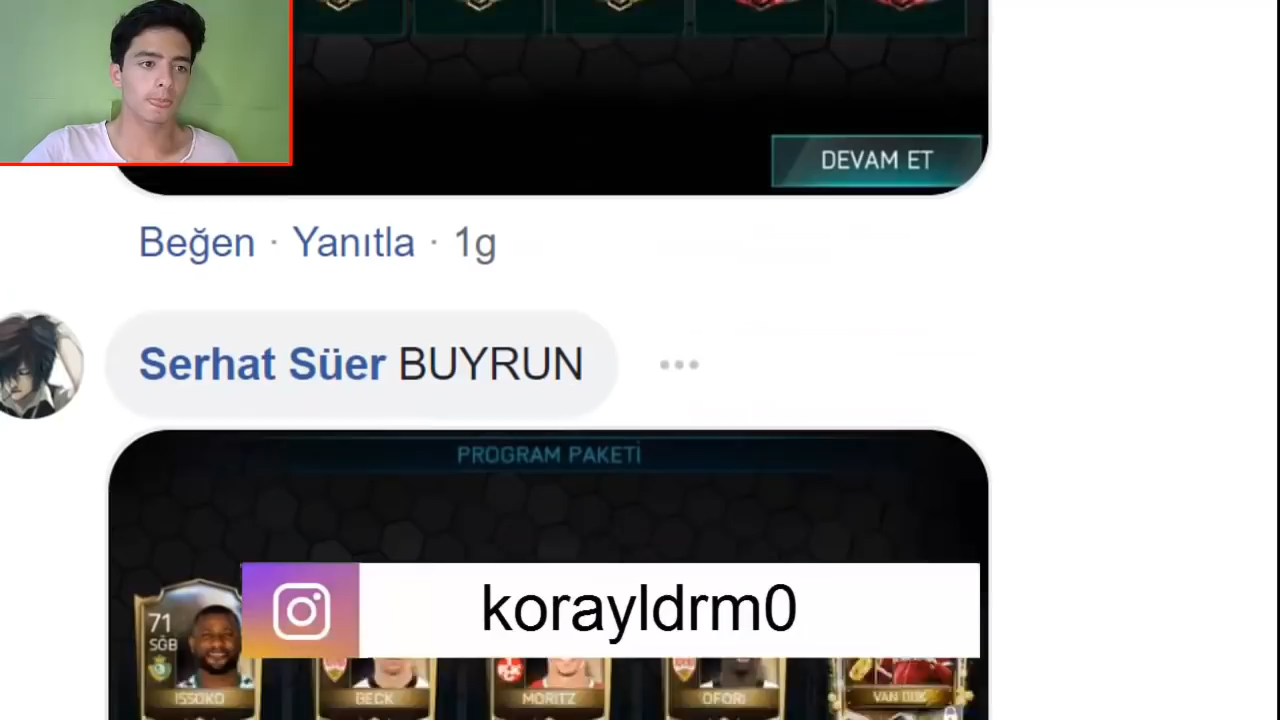 DEVAM ET
Beğen · Yanıtla · 1g
Serhat Süer BUYRUN
PROGRAM PAKETİ
korayldrm0
71
SĞB
ISSOKO
BECK
MORITZ
OFORI
VAN DIJK